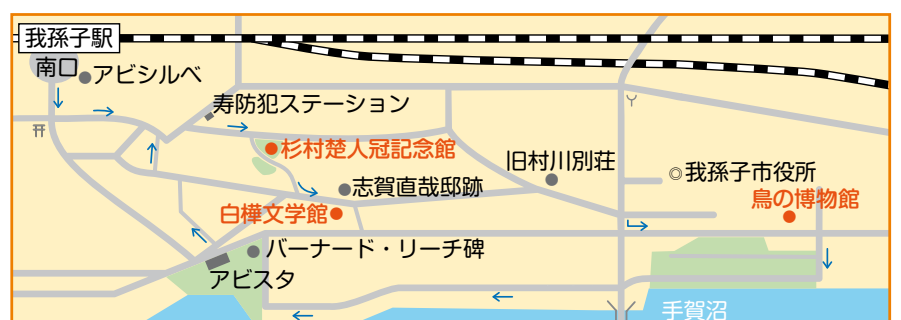 我孫子駅
南口
アビシルベ
寿防犯ステーション
杉村楚人冠記念館
旧村川別荘
我孫子市役所
志賀直哉邸跡
鳥の博物館
白樺文学館
バーナード・リーチ碑
アビスタ
手賀沼